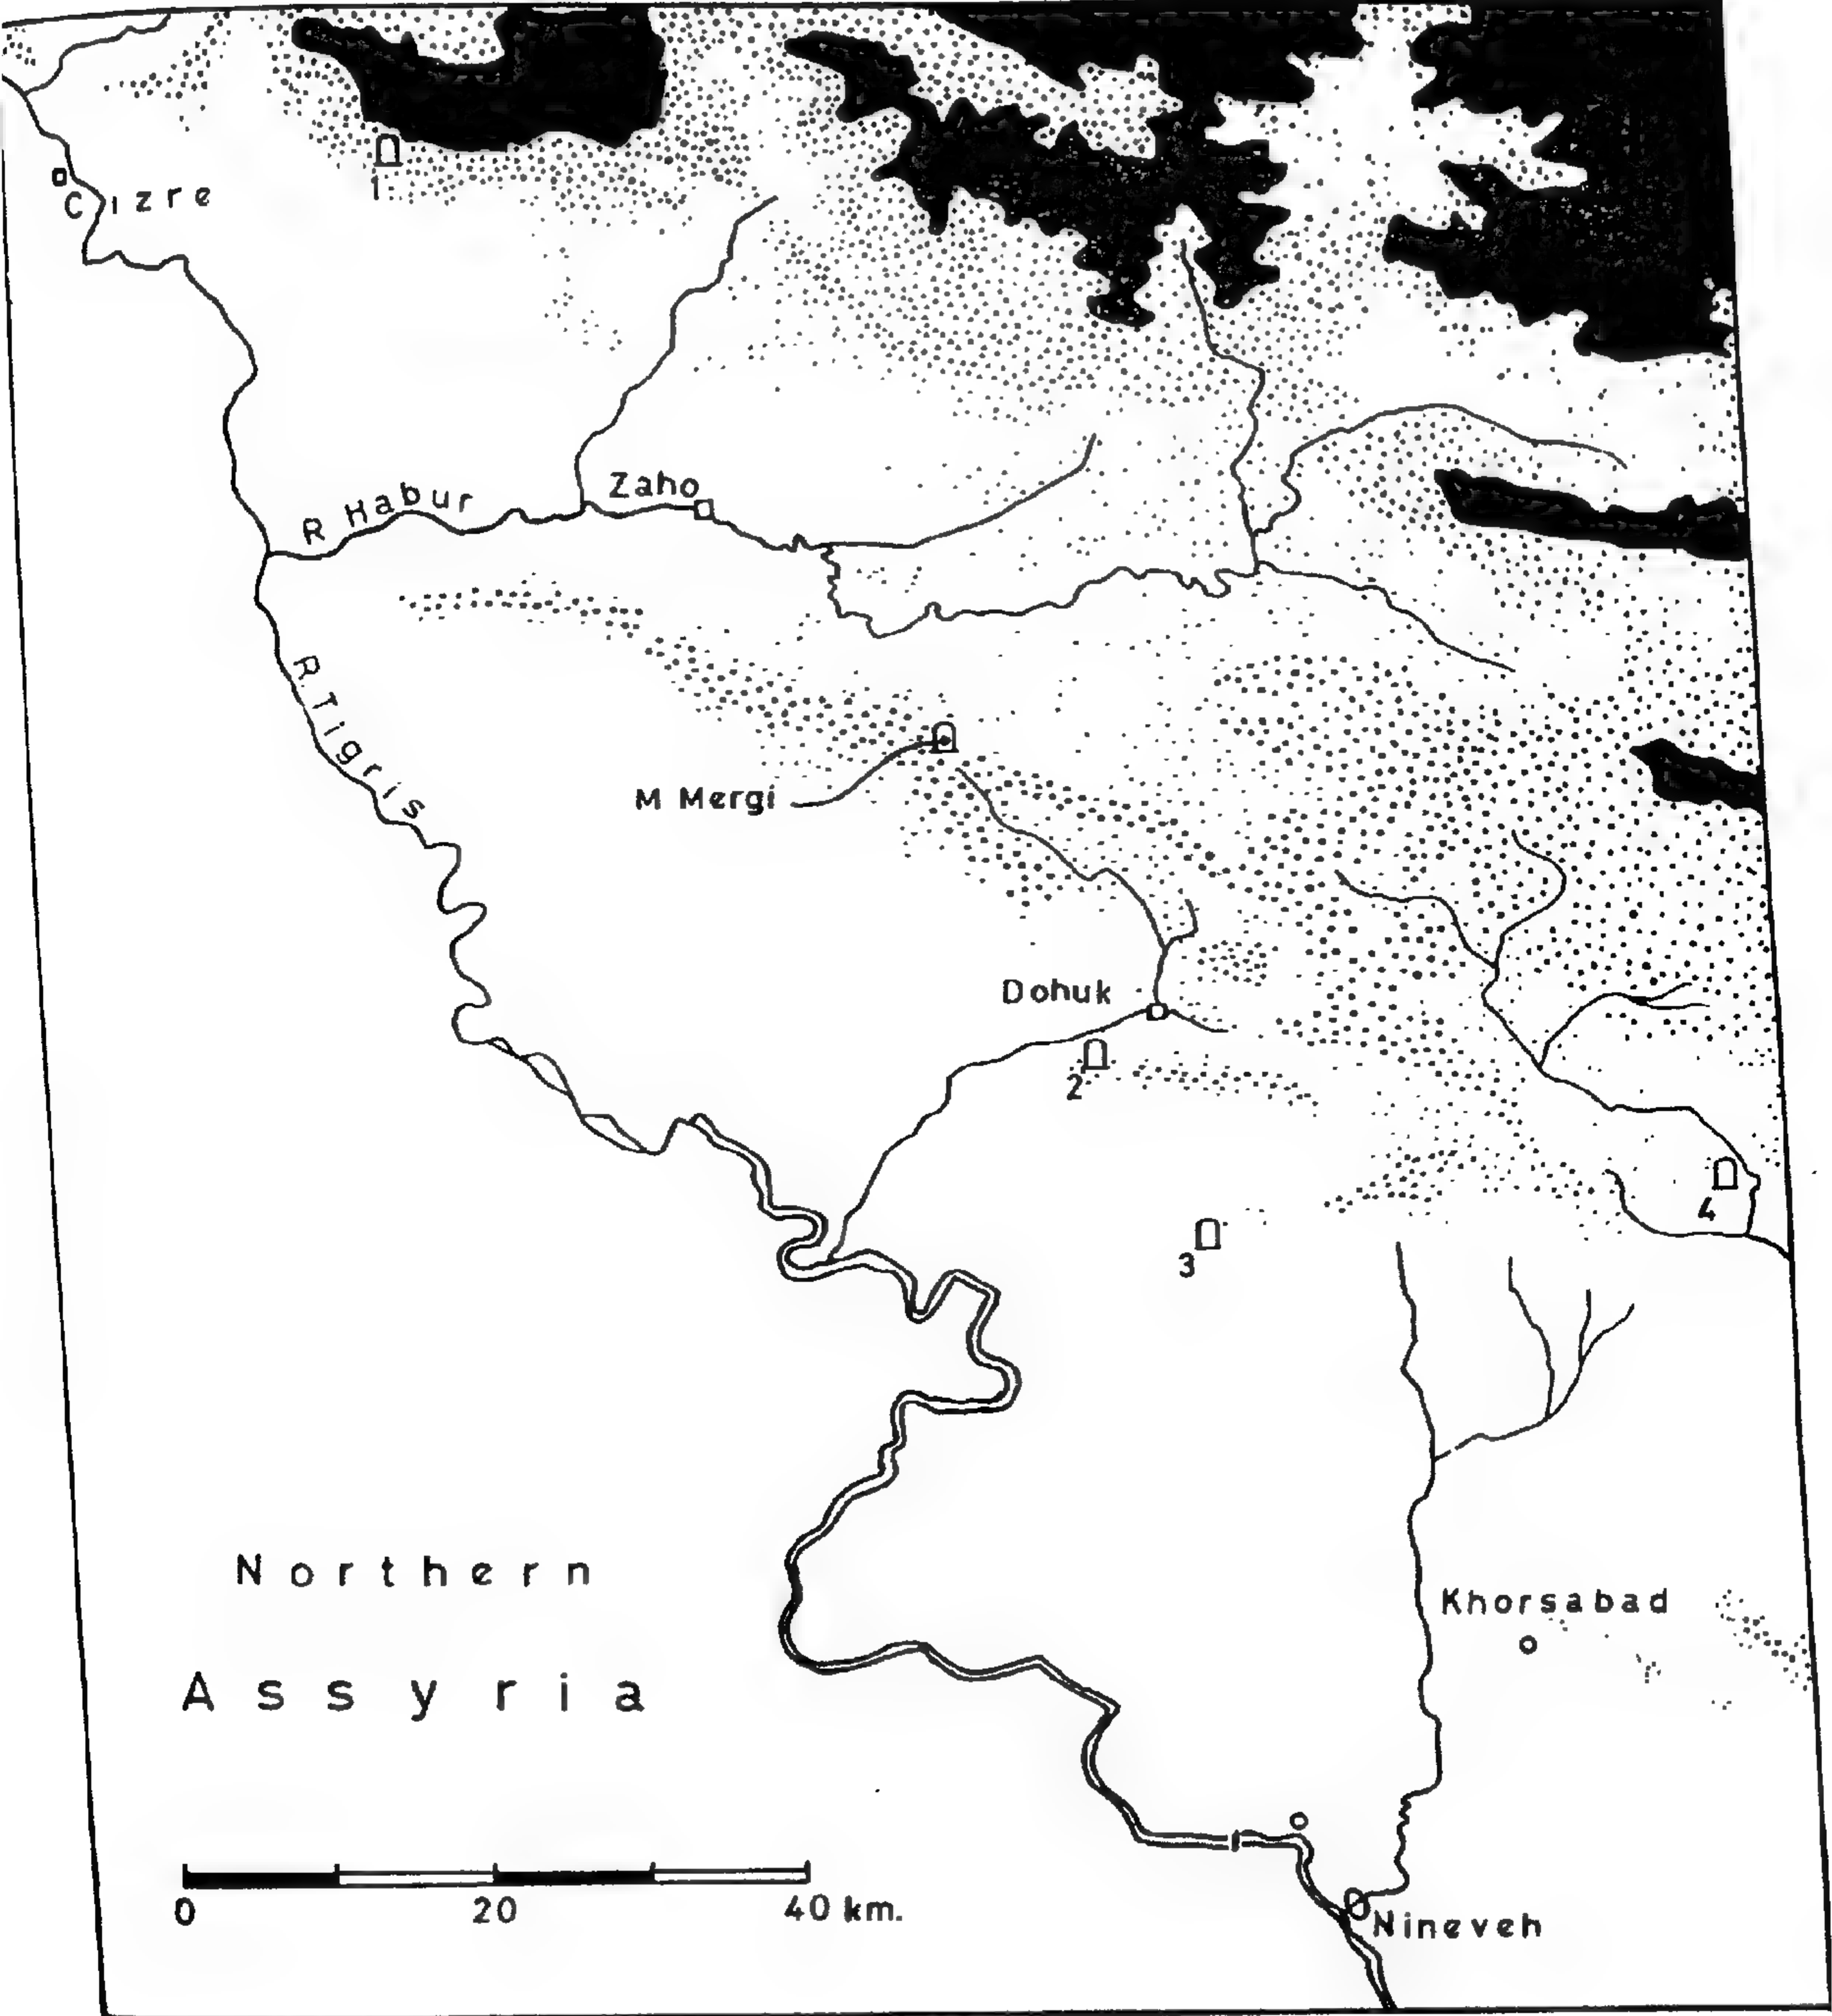 Cizre
1
Zaho
R Habur
R. Tigris
M Mergi
Dohuk
2
4
3
Northern
Assyria
Khorsabad
0 20 40 km.
Nineveh